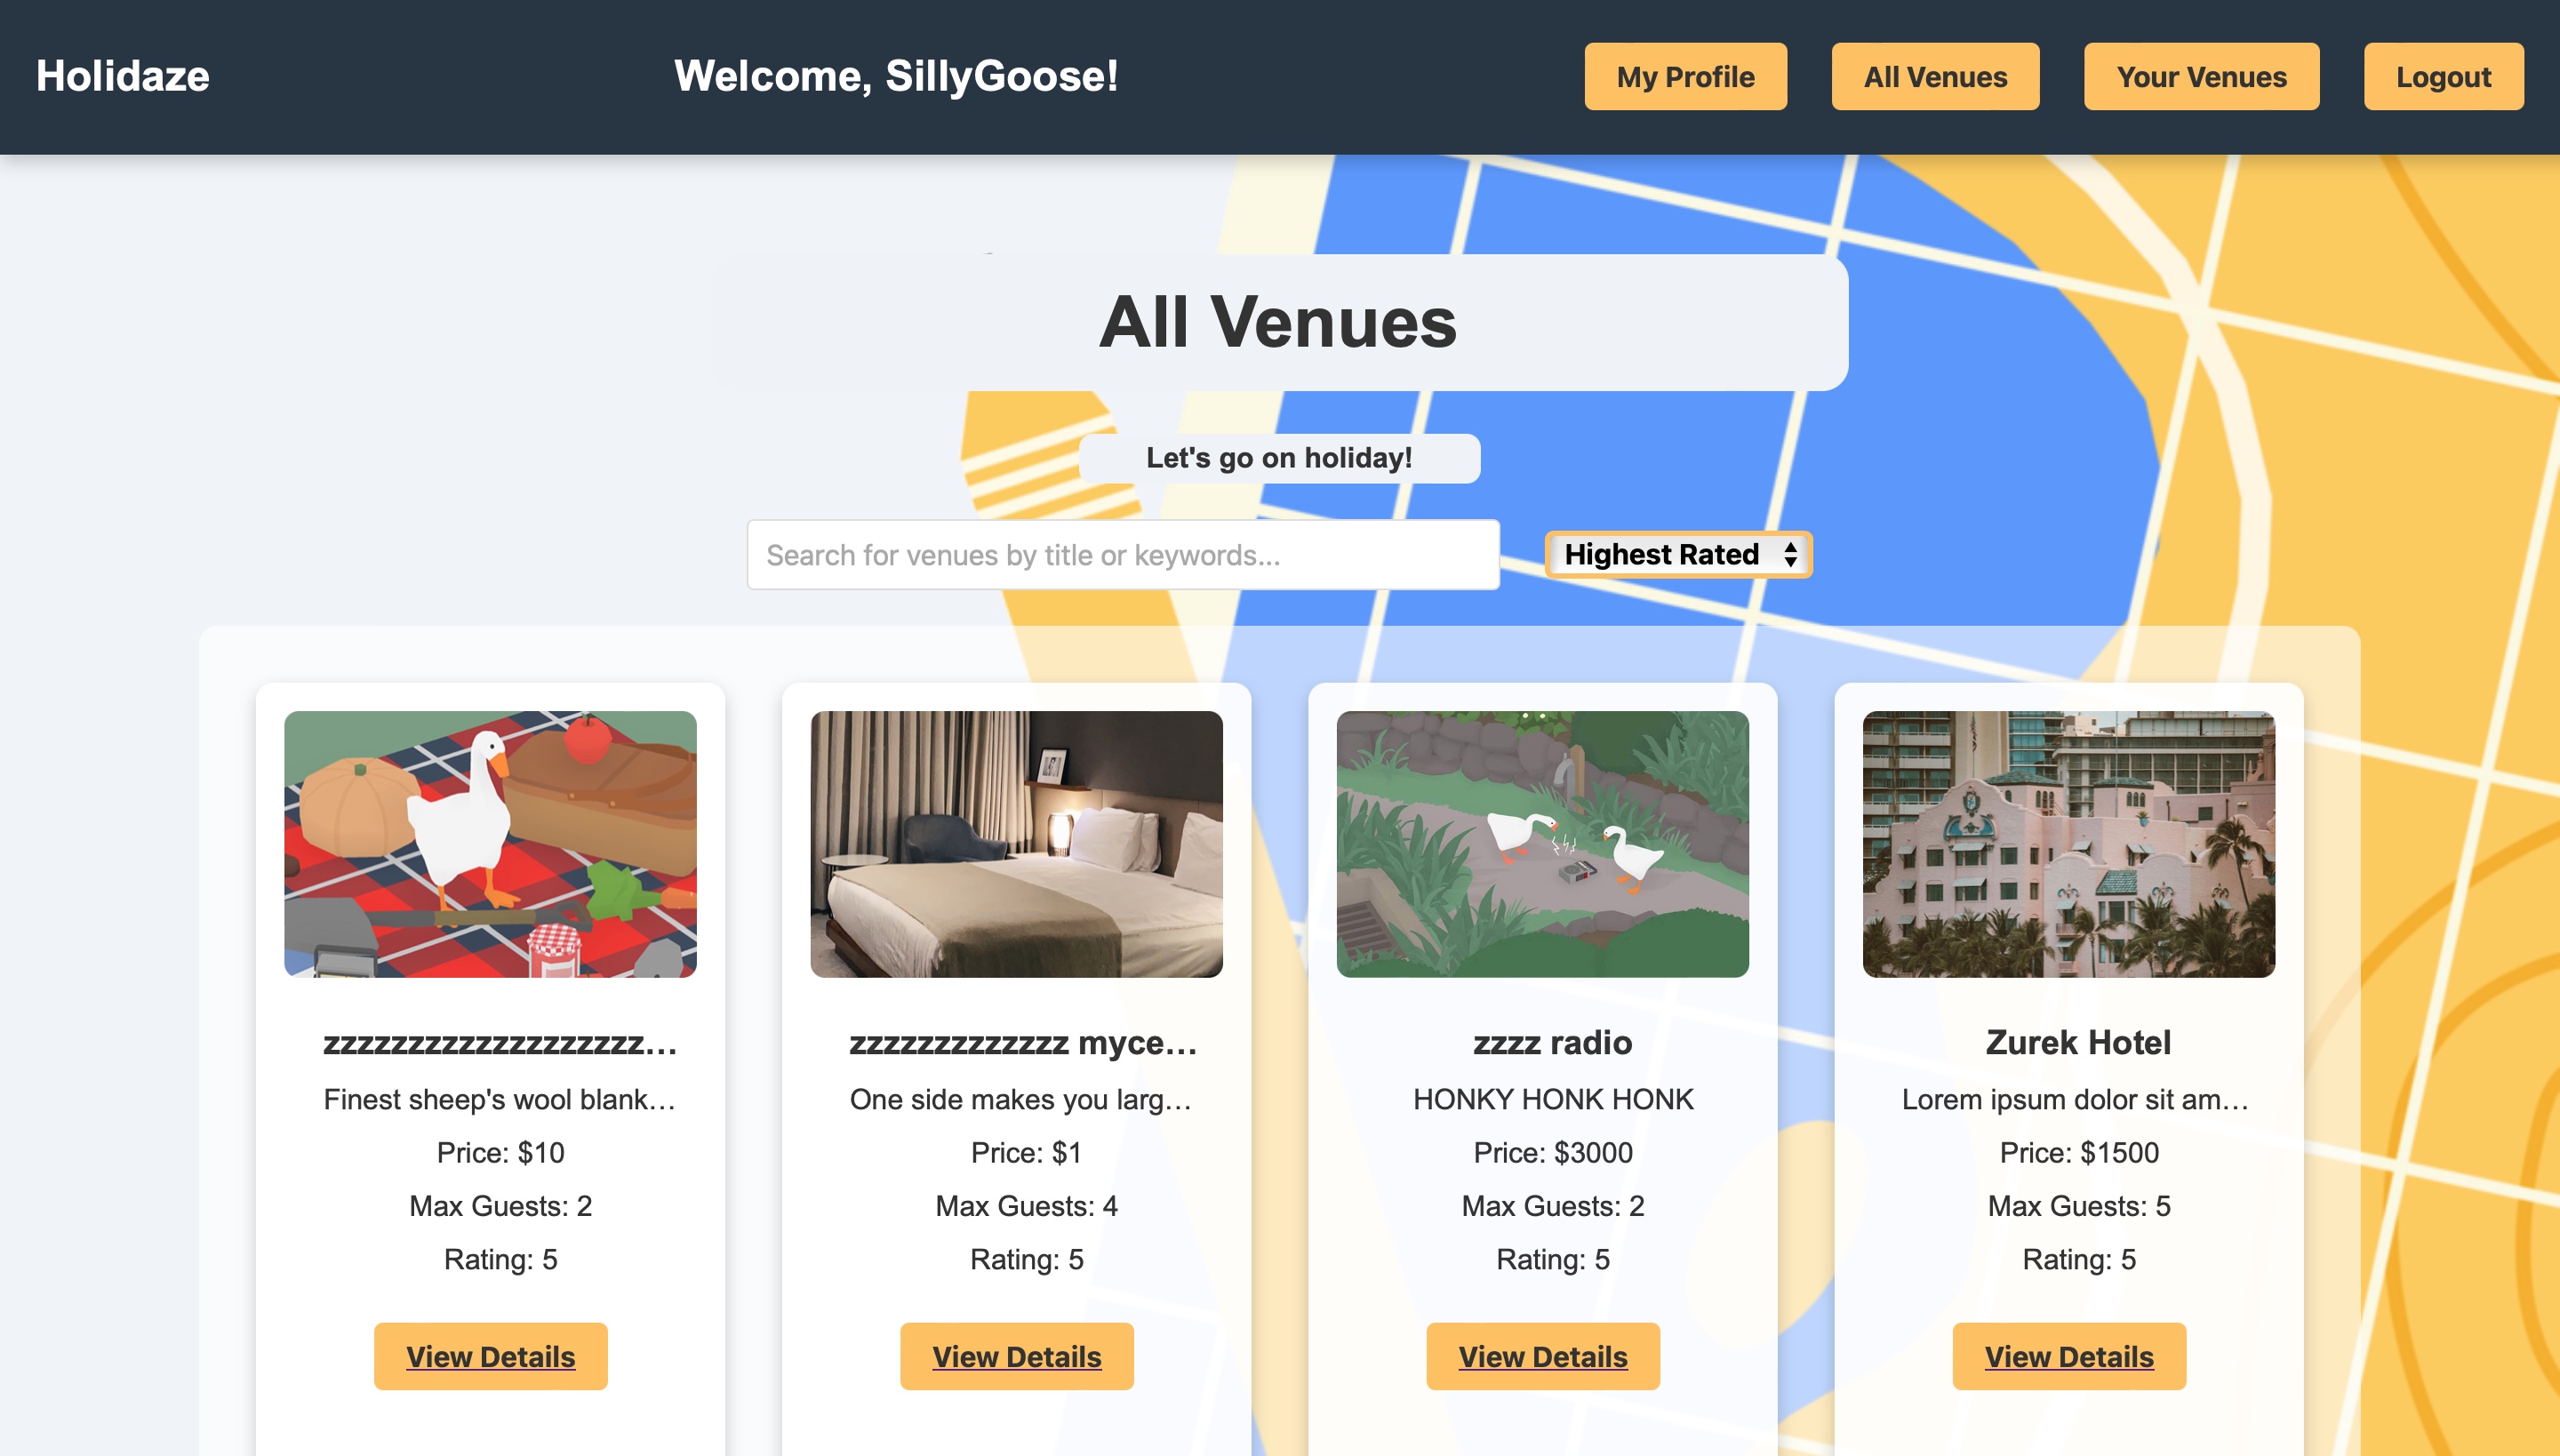 Holidaze
Welcome, SillyGoose!
My Profile
All Venues
Your Venues
Logout
All Venues
Let's go on holiday!
Search for venues by title or keywords...
Highest Rated
zzzzzzzzzzzzzzzzzzz...
Finest sheep's wool blank...
Price: $10
Max Guests: 2
Rating: 5
View Details
zzzzzzzzzzzzz myce...
One side makes you larg...
Price: $1
Max Guests: 4
Rating: 5
View Details
zzzz radio
HONKY HONK HONK
Price: $3000
Max Guests: 2
Rating: 5
View Details
Zurek Hotel
Lorem ipsum dolor sit am...
Price: $1500
Max Guests: 5
Rating: 5
View Details